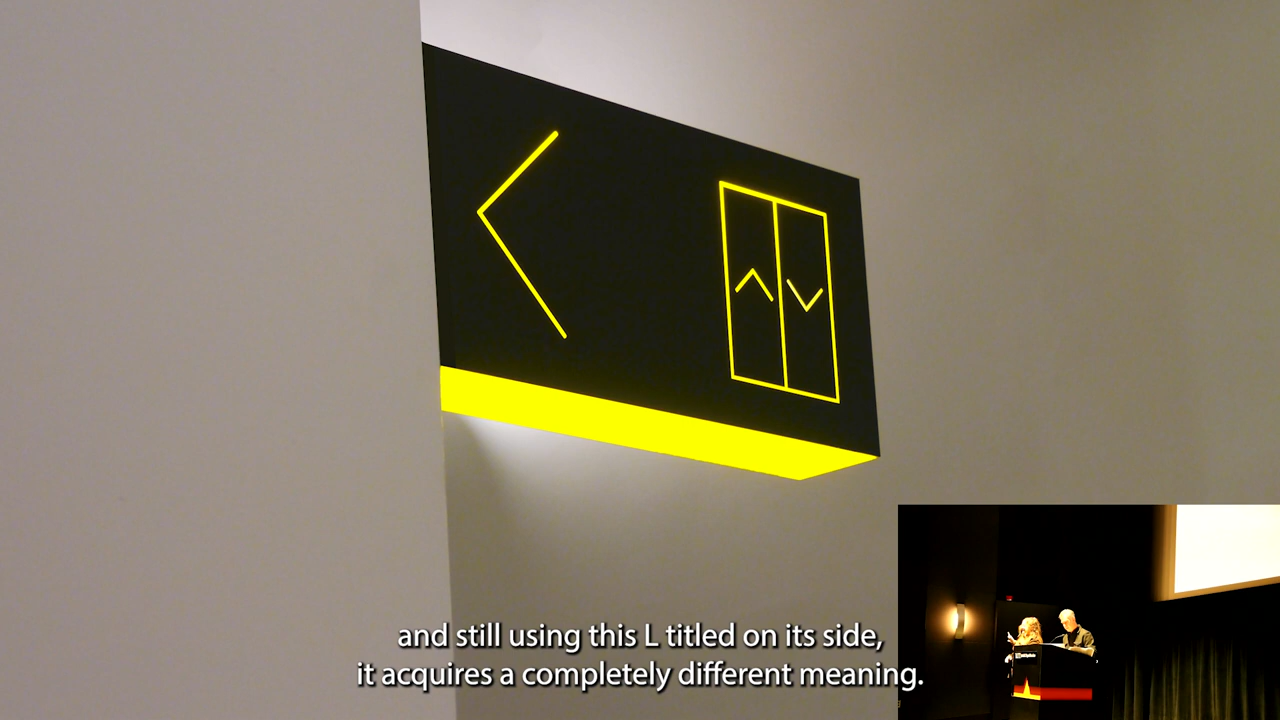 and still using this L titled on its side,
it acquires a completely different meaning.